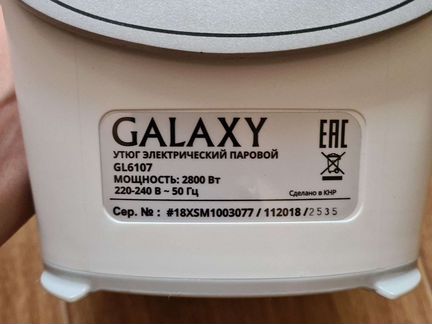 GALAXY
EAC
УТЮГ ЭЛЕКТРИЧЕСКИЙ ПАРОВОЙ
GL6107
МОЩНОСТЬ: 2800 Вт
220-240 В ~ 50 Гц
Сделано в КНР
Сер. № : #18XSM1003077 / 112018 /2535